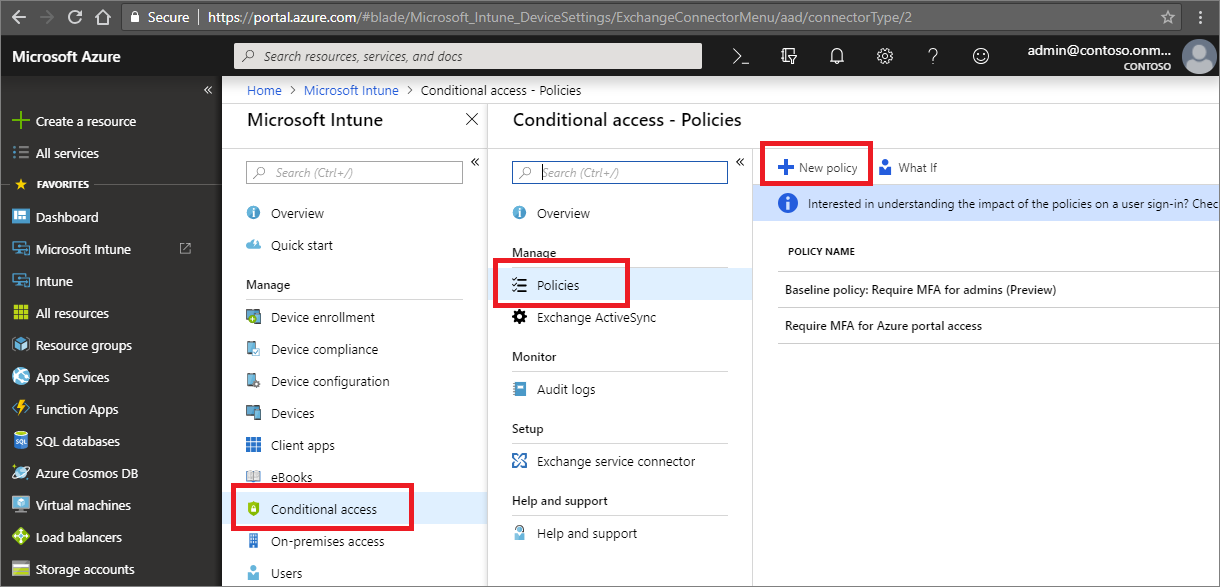 Secure https://portal.azure.com/#blade/Microsoft_Intune_DeviceSettings/ExchangeConnectorMenu/aad/connectorType/2
Microsoft Azure
Search resources, services, and docs
admin@contoso.onm...
CONTOSO
Create a resource
All services
FAVORITES
Dashboard
Microsoft Intune
Intune
All resources
Resource groups
App Services
Function Apps
SQL databases
Azure Cosmos DB
Virtual machines
Load balancers
Storage accounts
Home > Microsoft Intune > Conditional access - Policies
Microsoft Intune
Search (Ctrl+/)
Overview
Quick start
Manage
Device enrollment
Device compliance
Device configuration
Devices
Client apps
eBooks
Conditional access
On-premises access
Users
Conditional access - Policies
Search (Ctrl+/)
Overview
Manage
Policies
Exchange ActiveSync
Monitor
Audit logs
Setup
Exchange service connector
Help and support
Help and support
New policy What If
Interested in understanding the impact of the policies on a user sign-in? Chec
POLICY NAME
Baseline policy: Require MFA for admins (Preview)
Require MFA for Azure portal access